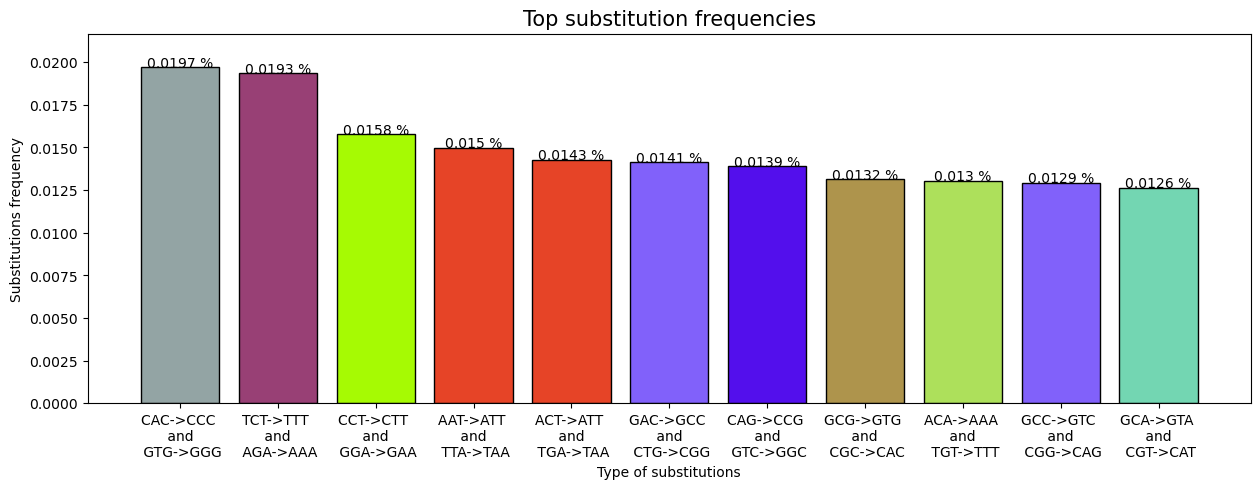 Top substitution frequencies
Substitutions frequency
0.0200
0.0175
0.0150
0.0125
0.0100
0.0075
0.0050
0.0025
0.0000
0.0197 %
0.0193 %
0.0158 %
0.015 %
0.0143 %
0.0141 %
0.0139 %
0.0132 %
0.013 %
0.0129 %
0.0126 %
CAC->CCC
and
GTG->GGG
TCT->TTT
and
AGA->AAA
CCT->CTT
and
GGA->GAA
AAT->ATT
and
TTA->TAA
ACT->ATT
and
TGA->TAA
GAC->GCC
and
CTG->CGG
CAG->CCG
and
GTC->GGC
GCG->GTG
and
CGC->CAC
ACA->AAA
and
TGT->TTT
GCC->GTC
and
CGG->CAG
GCA->GTA
and
CGT->CAT
Type of substitutions